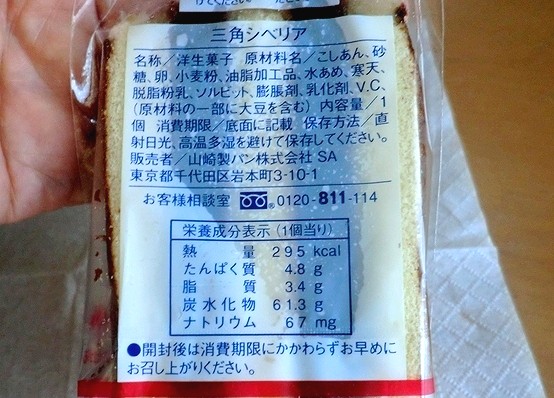 三角シベリア
名称／洋生菓子 原材料名／こしあん、砂
糖、卵、小麦粉、油脂加工品、水あめ、寒天、
脱脂粉乳、ソルビット、膨脹剤、乳化剤、V.C、
(原材料の一部に大豆を含む) 内容量／1
個 消費期限／底面に記載 保存方法／直
射日光、高温多湿を避けて保存してください。
販売者／山崎製パン株式会社 SA
東京都千代田区岩本町3-10-1
お客様相談室 0120-811-114
栄養成分表示 (1個当り)
熱量 295 kcal
たんぱく質 4.8 g
脂質 3.4 g
炭水化物 61.3 g
ナトリウム 67 mg
●開封後は消費期限にかかわらずお早めに
お召し上がりください。